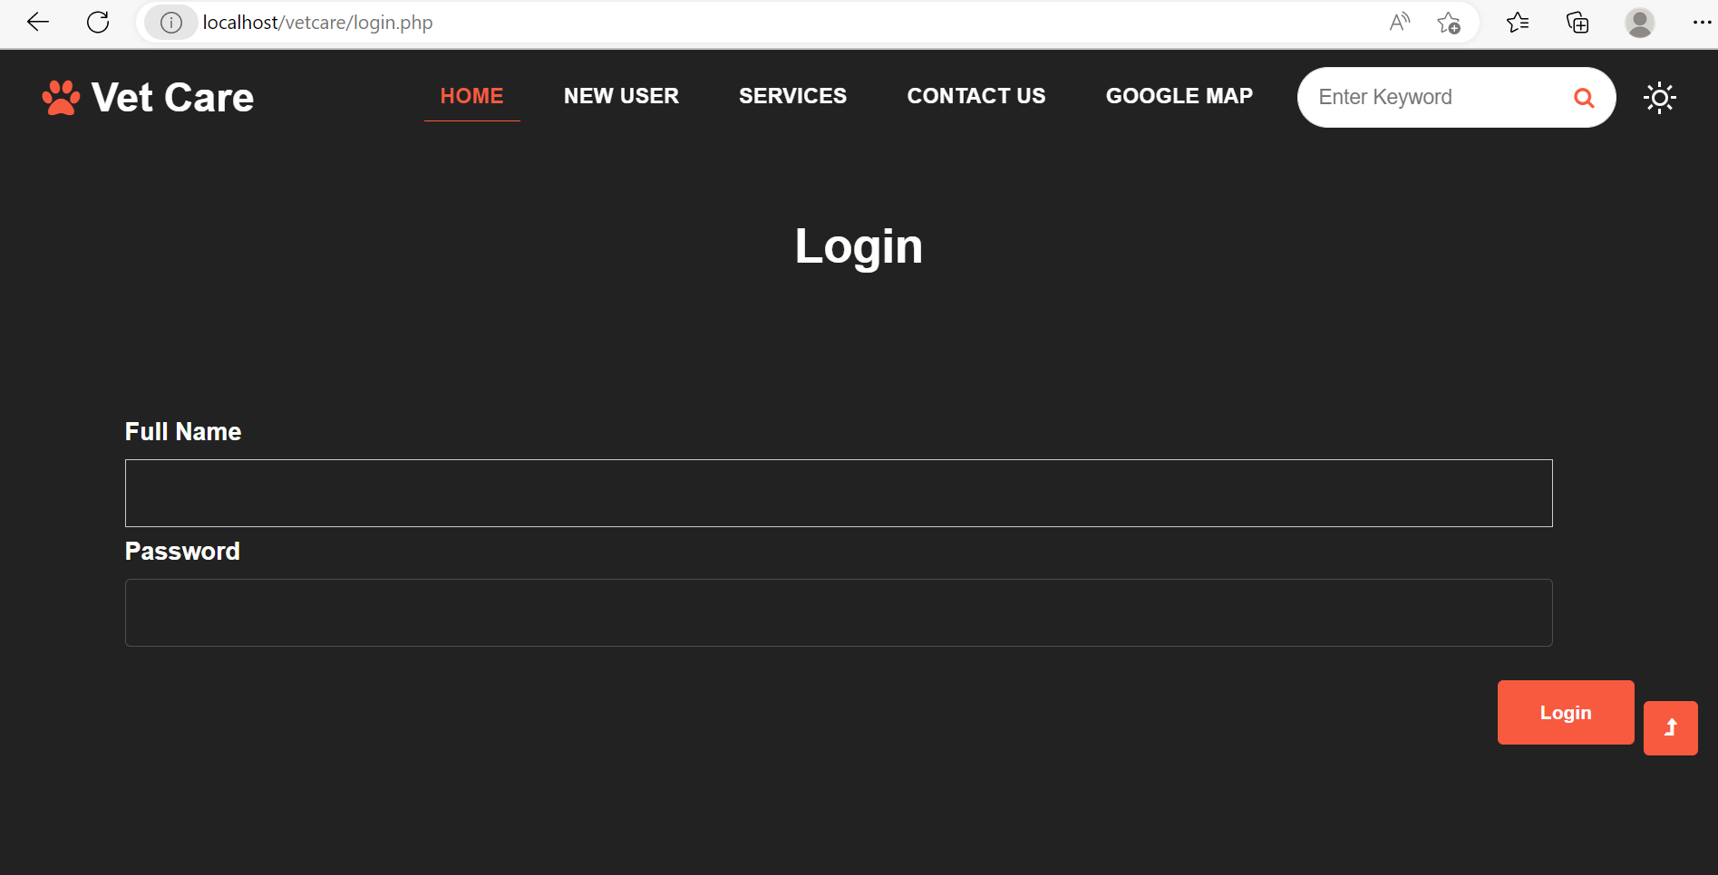 localhost/vetcare/login.php
Vet Care
HOME
NEW USER
SERVICES
CONTACT US
GOOGLE MAP
Enter Keyword
Login
Full Name
Password
Login